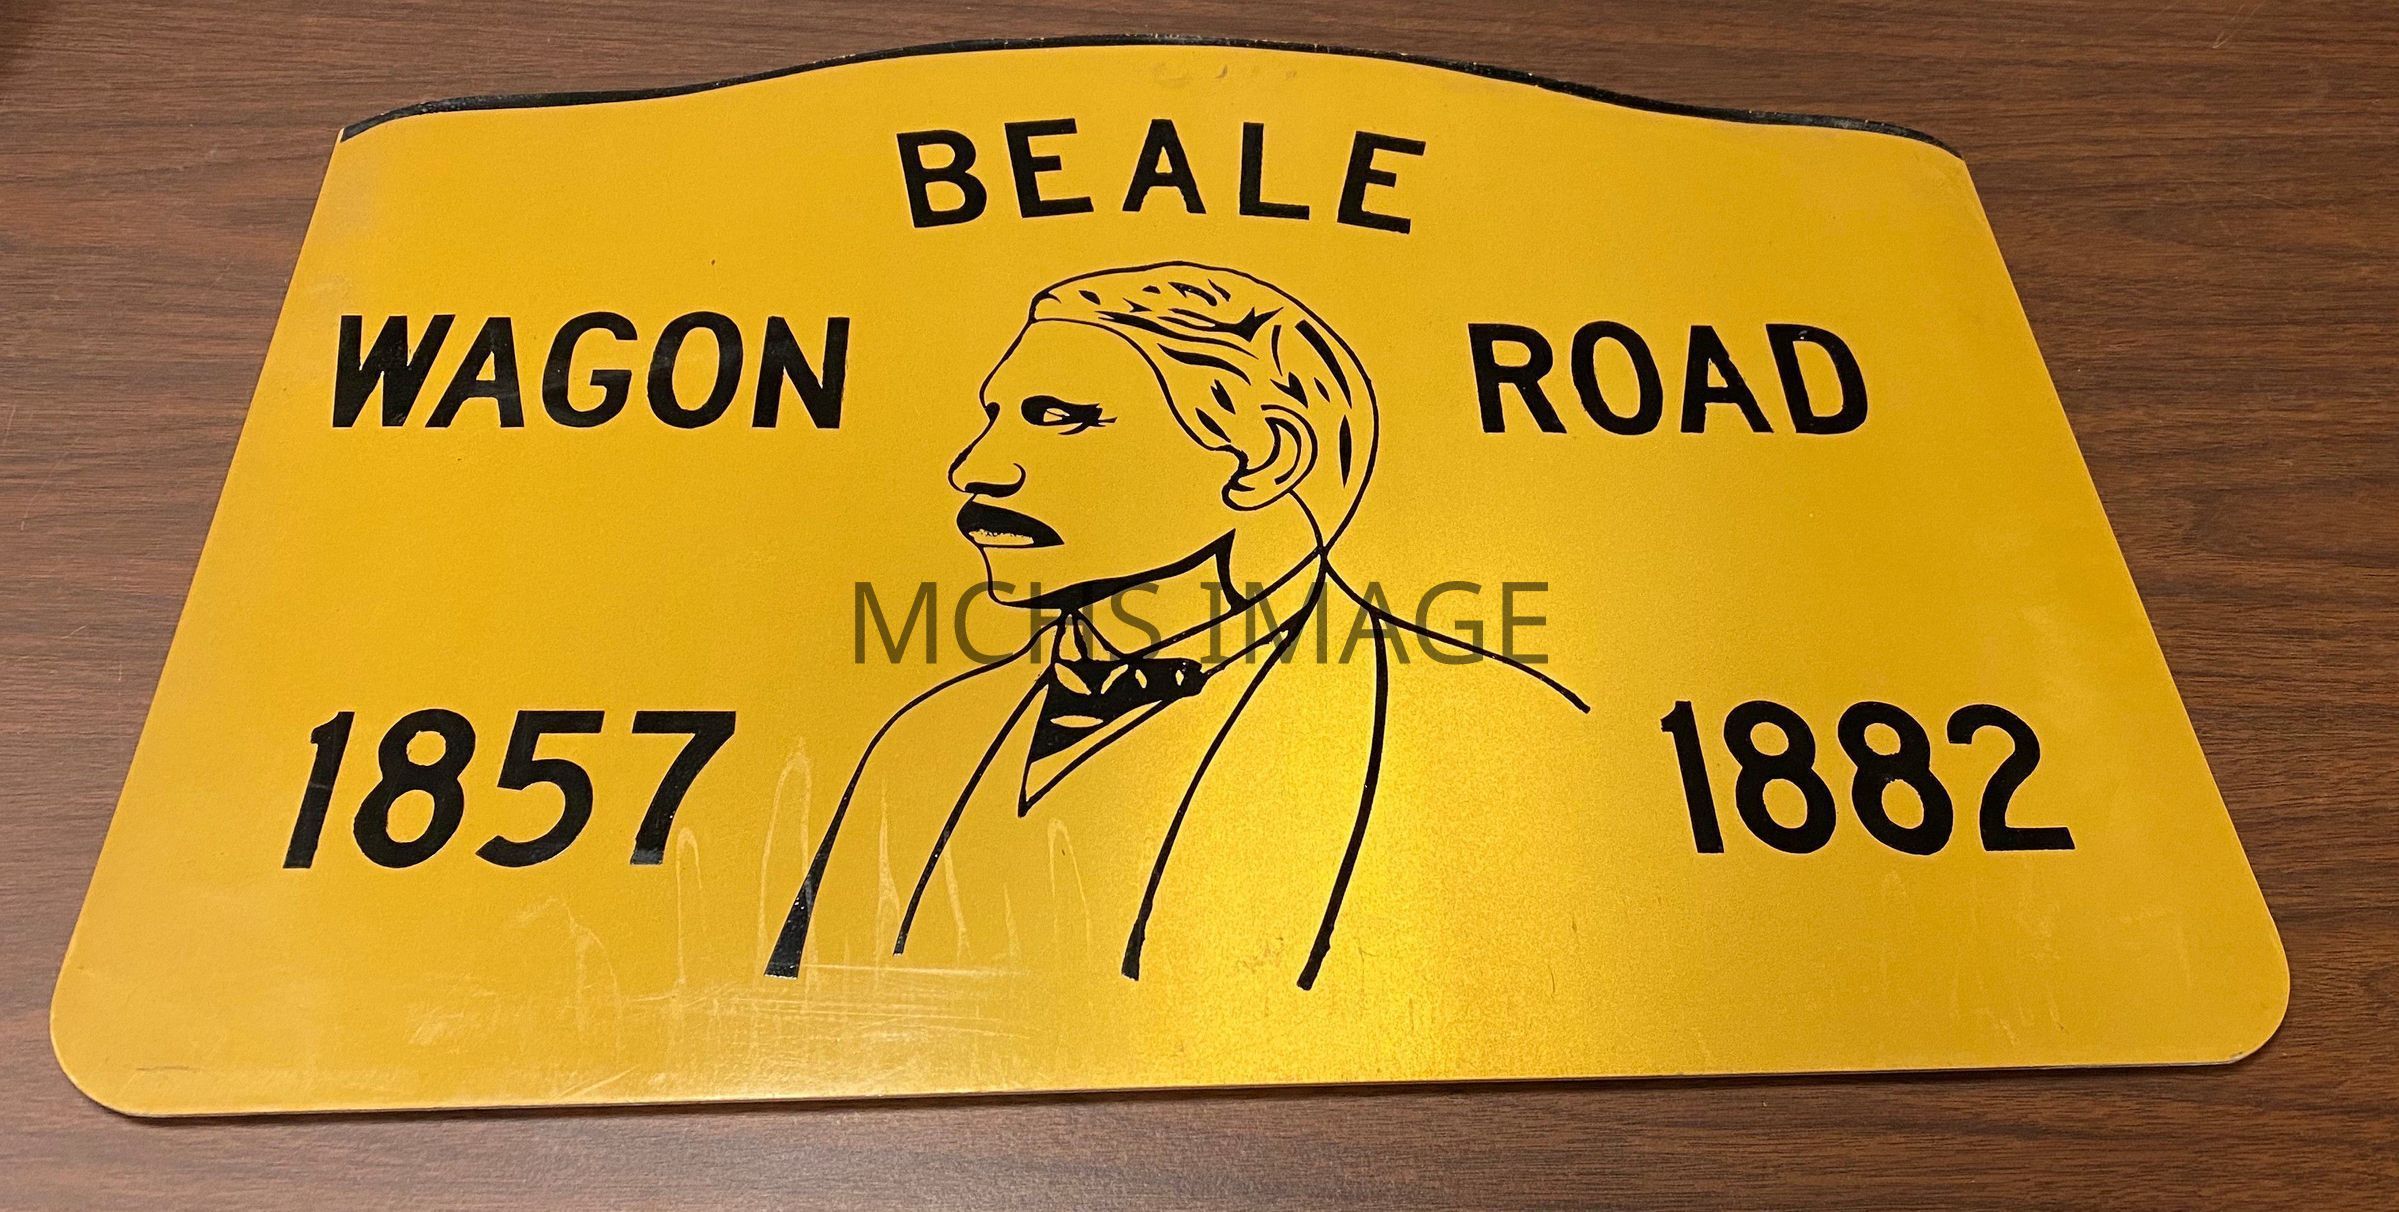 BEALE
WAGON ROAD
MCHS IMAGE
1857 1882